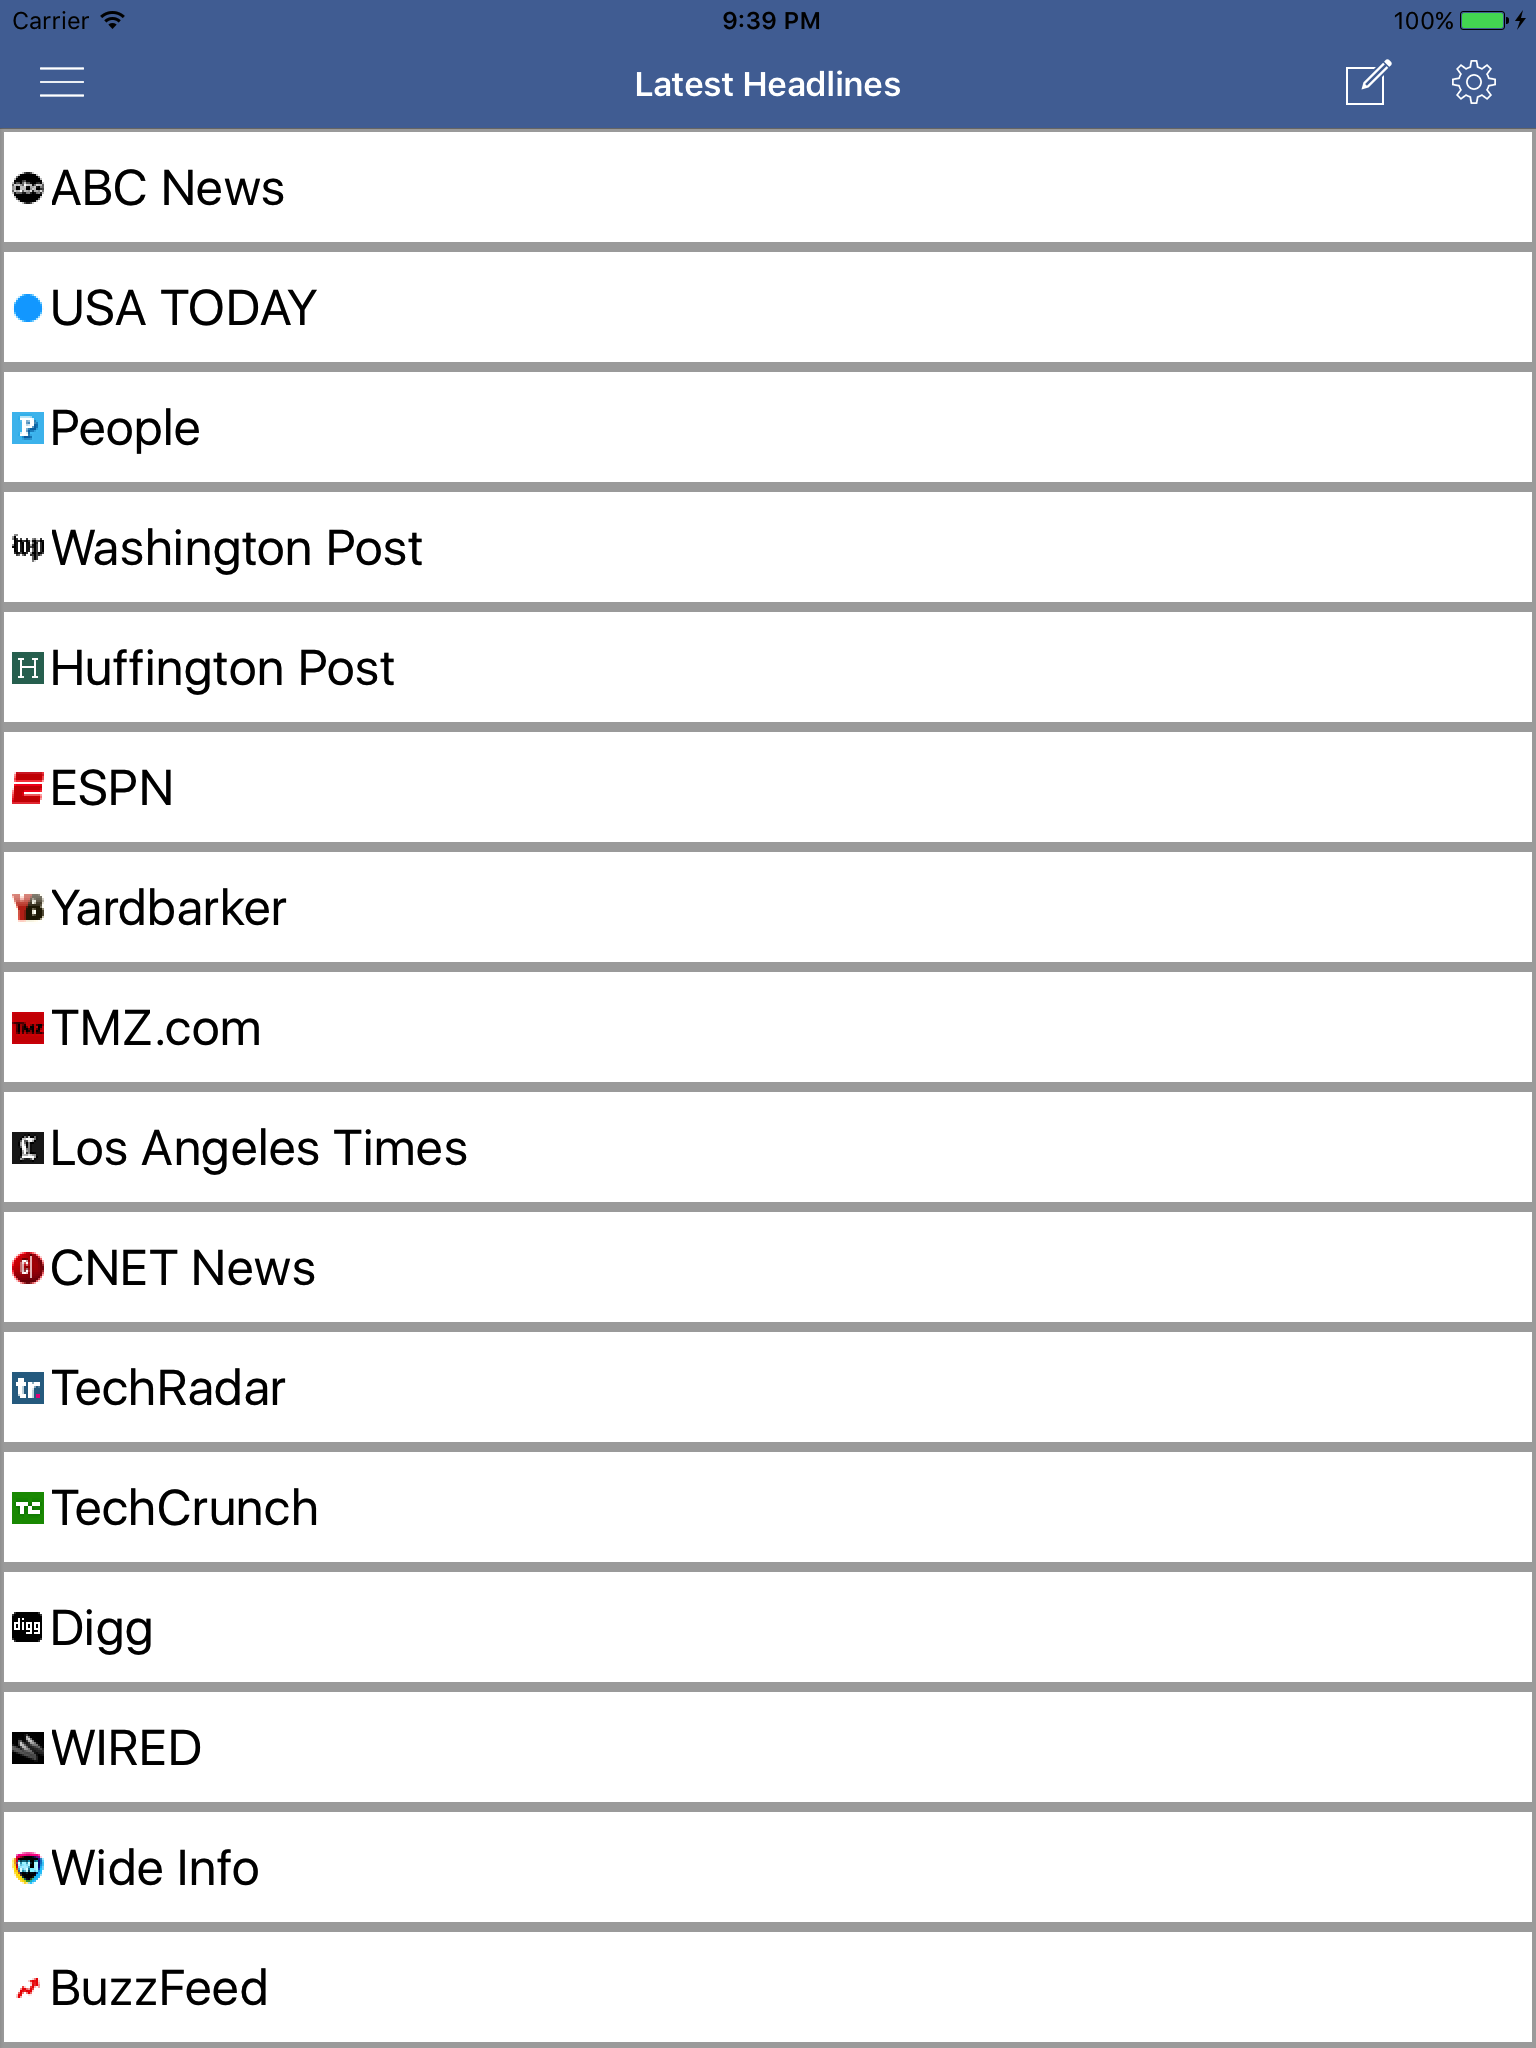 Carrier 9:39 PM 100%
Latest Headlines
abc ABC News
USA TODAY
P People
wp Washington Post
H Huffington Post
E ESPN
YB Yardbarker
TMZ TMZ.com
Los Angeles Times
c| CNET News
tr. TechRadar
TC TechCrunch
digg Digg
WIRED
WJ Wide Info
BuzzFeed